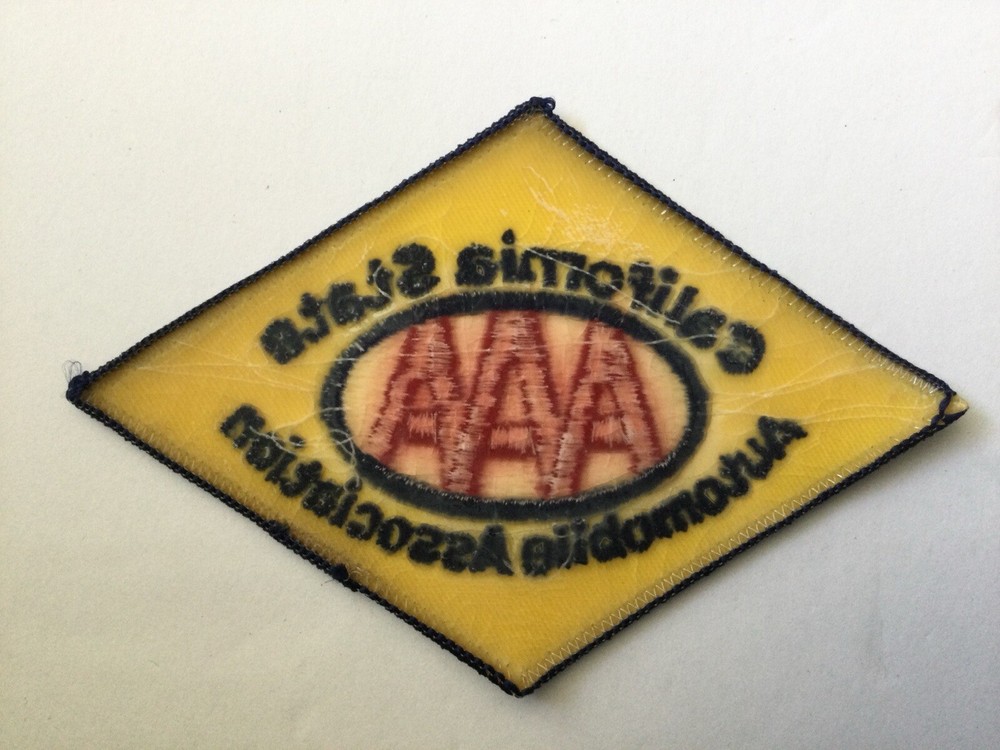 California State
AAA
Automobile Association